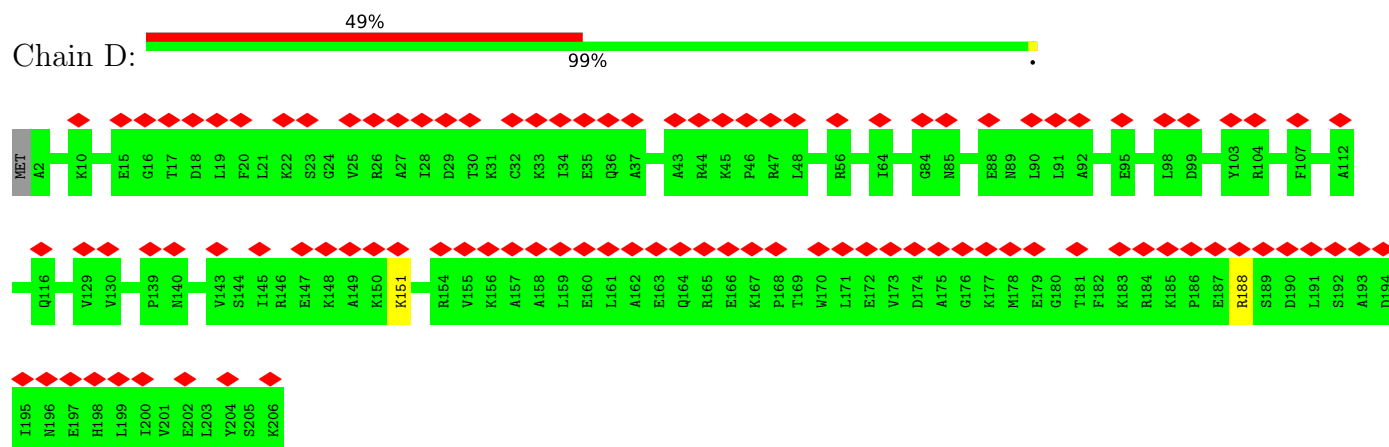 49%
Chain D:
99%
.
MET A2 K10 E15 G16 T17 D18 L19 F20 L21 K22 S23 G24 V25 R26 A27 I28 D29 T30 K31 C32 K33 I34 E35 Q36 A37 A43 R44 K45 P46 R47 L48 R56 I64 G84 N85 E88 N89 L90 L91 A92 E95 L98 D99 Y103 R104 F107 A112
Q116 V129 V130 P139 N140 V143 S144 I145 R146 E147 K148 A149 K150 K151 R154 V155 K156 A157 A158 L159 E160 L161 A162 E163 Q164 R165 E166 K167 P168 T169 W170 L171 E172 V173 D174 A175 G176 K177 M178 E179 G180 T181 F182 K183 R184 K185 P186 E187 R188 S189 D190 L191 S192 A193 D194
I195 N196 E197 H198 L199 I200 V201 E202 L203 Y204 S205 K206